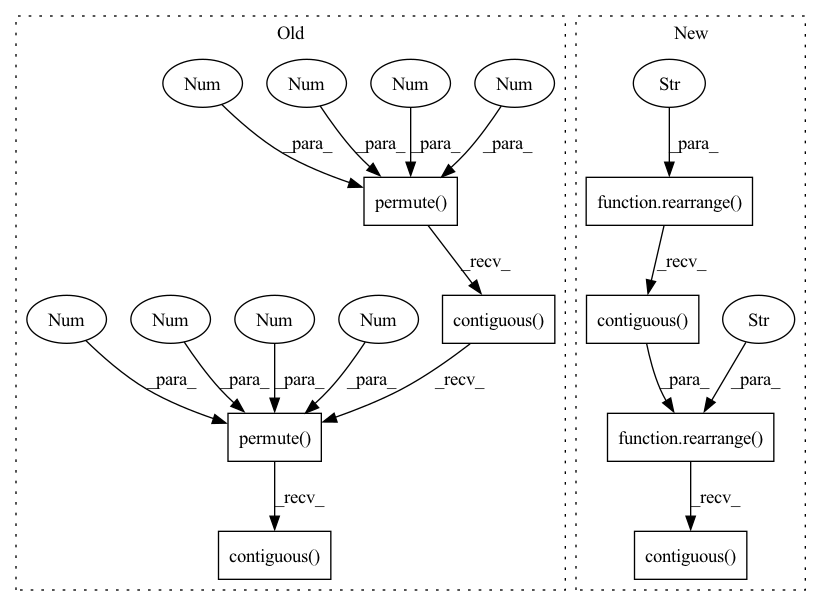 Old
New
Num
Num
Num
Num
Str
_para_
_para_
_para_
_para_
_para_
permute()
function.rearrange()
_recv_
_recv_
Num
Num
Num
Num
contiguous()
contiguous()
Str
_para_
_para_
_para_
_para_
_recv_
_para_
_para_
permute()
function.rearrange()
_recv_
_recv_
contiguous()
contiguous()